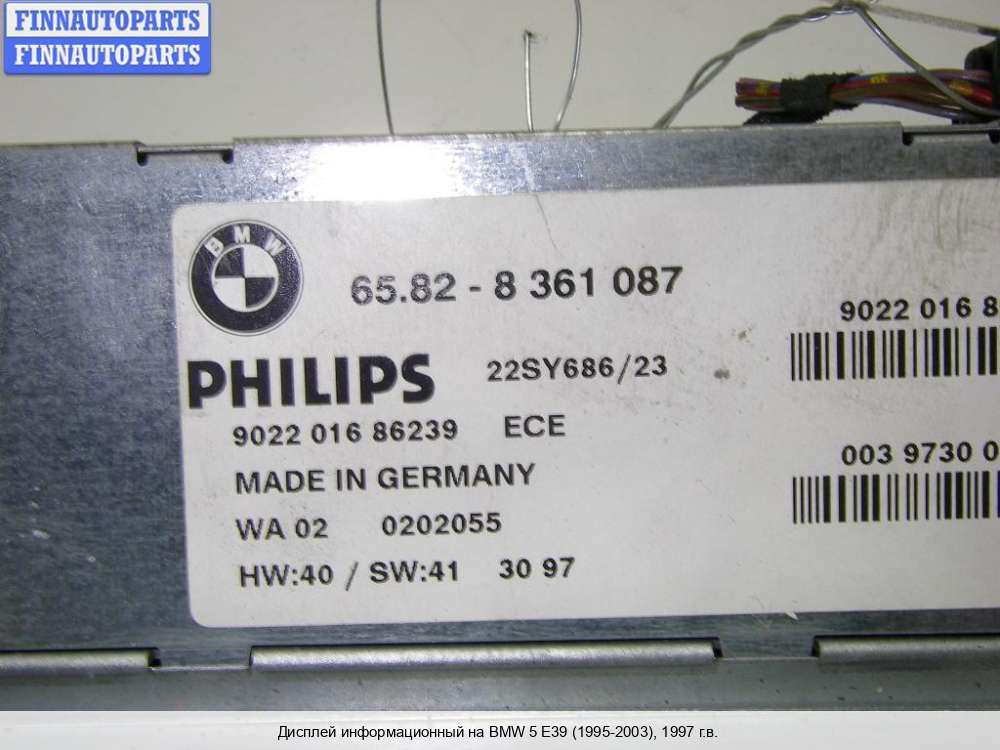 FINNAUTOPARTS
FINNAUTOPARTS
BMW
65.82 - 8 361 087
9022 016 8
PHILIPS 22SY686/23
9022 016 86239 ECE
003 9730 0
MADE IN GERMANY
WA 02 0202055
HW:40 / SW:41 30 97
Дисплей информационный на BMW 5 E39 (1995-2003), 1997 г.в.